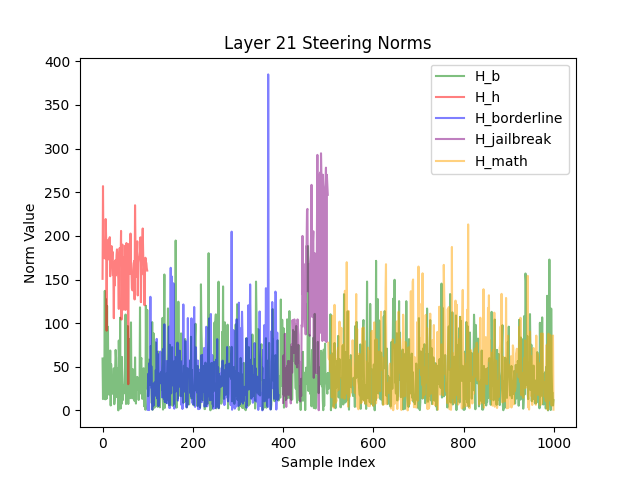 Layer 21 Steering Norms
400
350
300
250
200
150
100
50
0
Norm Value
H_b
H_h
H_borderline
H_jailbreak
H_math
0
200
400
600
800
1000
Sample Index